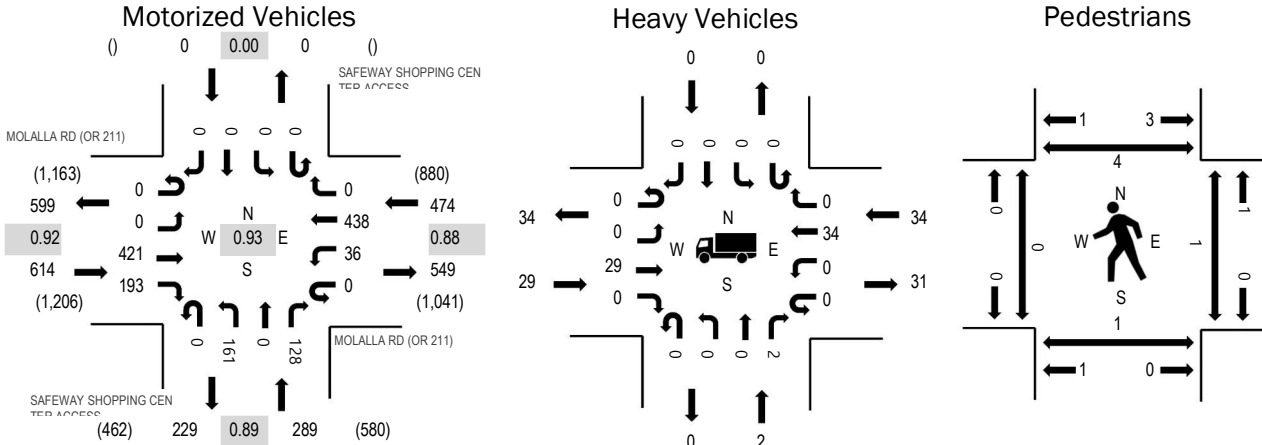 Motorized Vehicles
() 0 0.00 0 ()
SAFEWAY SHOPPING CEN
TER ACCESS
MOLALLA RD (OR 211)
0 0 0 0
(1,163) 0 0 (880)
599 0 N 438 474
0.92 W 0.93 E 0.88
614 421 S 36 549
(1,206) 193 0 (1,041)
0 161 0 128
MOLALLA RD (OR 211)
SAFEWAY SHOPPING CEN
TER ACCESS
(462) 229 0.89 289 (580)
Heavy Vehicles
0 0
0 0 0 0
0 0
34 0 N 34 34
W E
29 29 S 0 31
0 0
0 0 0 2
0 2
Pedestrians
1 3
4
0 N 1
0 W E 1
0 S 0
1
1 0